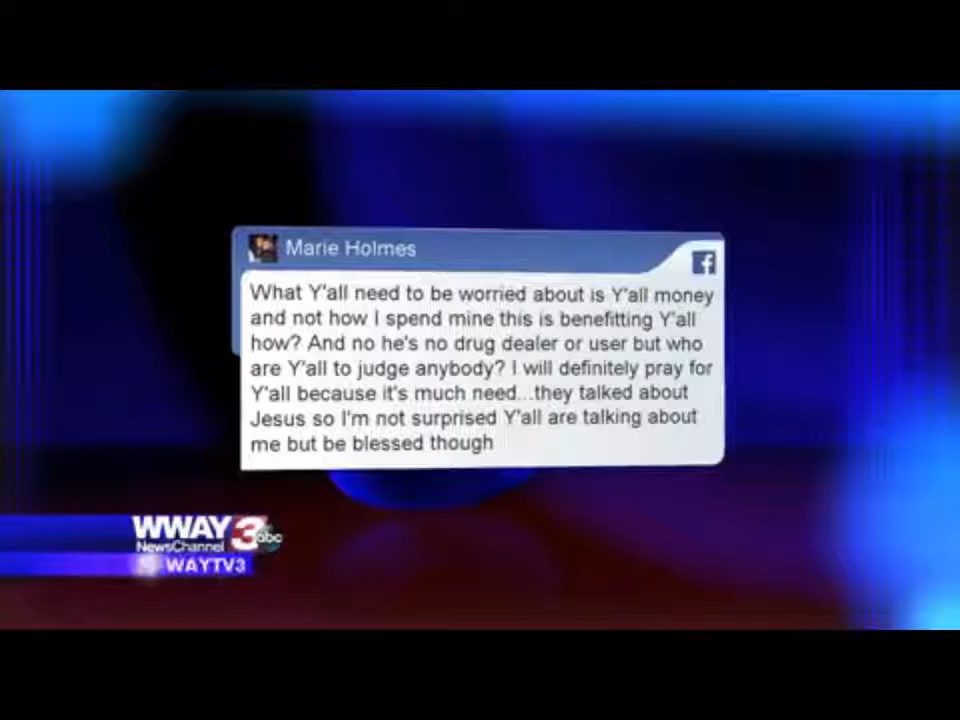 Marie Holmes
What Y'all need to be worried about is Y'all money
and not how I spend mine this is benefitting Y'all
how? And no he's no drug dealer or user but who
are Y'all to judge anybody? I will definitely pray for
Y'all because it's much need...they talked about
Jesus so I'm not surprised Y'all are talking about
me but be blessed though
WWAY 3 abc
NewsChannel
WAYTV3